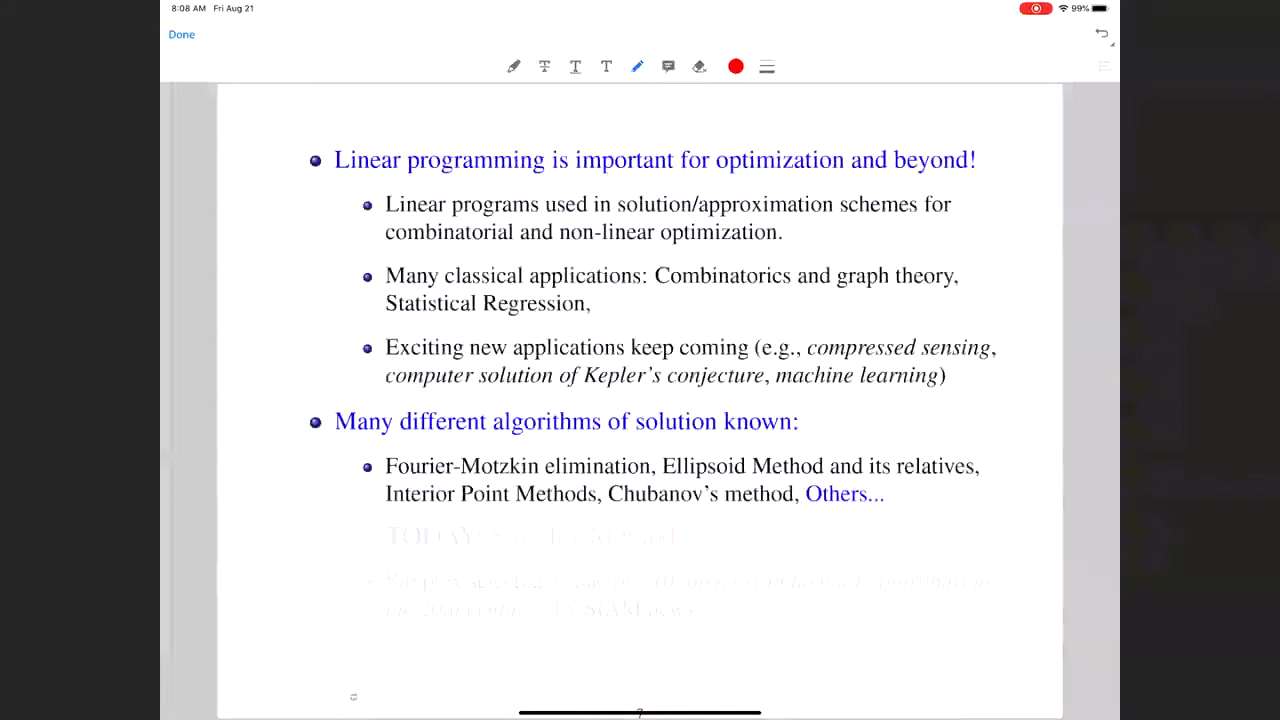 8:08 AM Fri Aug 21
99%
Done
Linear programming is important for optimization and beyond!
Linear programs used in solution/approximation schemes for
combinatorial and non-linear optimization.
Many classical applications: Combinatorics and graph theory,
Statistical Regression,
Exciting new applications keep coming (e.g., compressed sensing,
computer solution of Kepler's conjecture, machine learning)
Many different algorithms of solution known:
Fourier-Motzkin elimination, Ellipsoid Method and its relatives,
Interior Point Methods, Chubanov's method, Others...
TODAY: